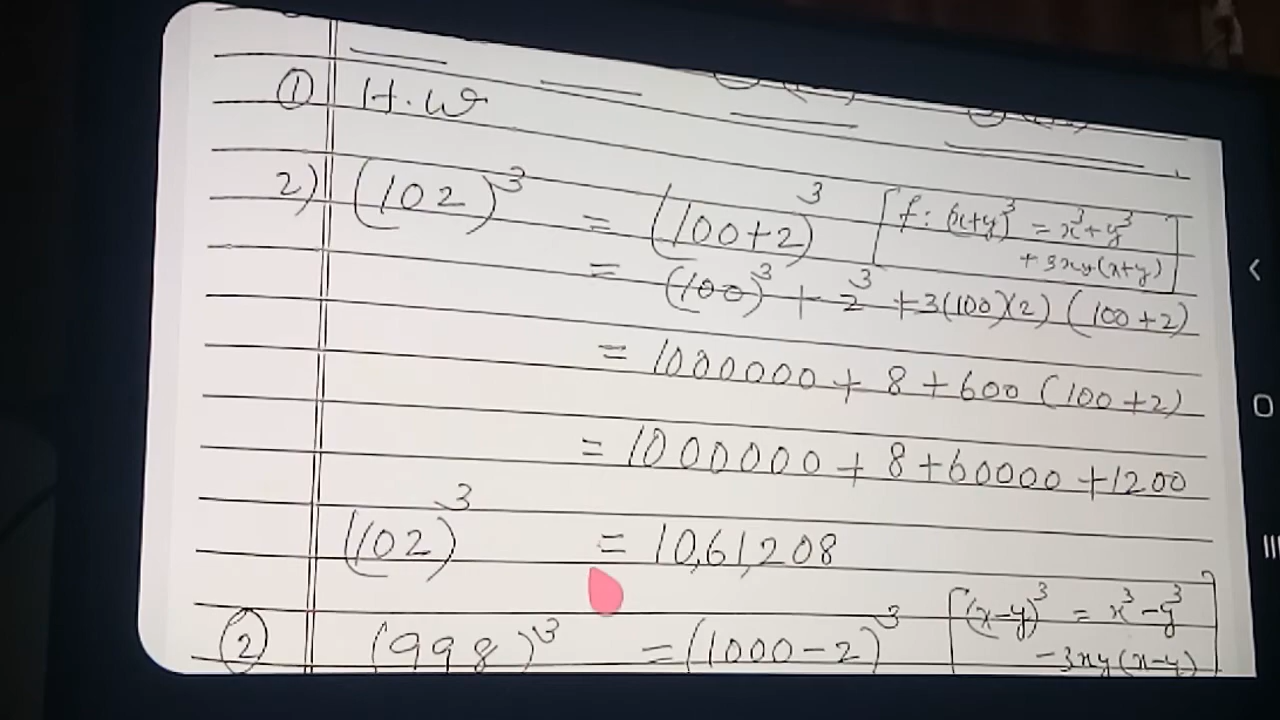 ① H.W
2) (102)³ = (100+2)³ [f: (x+y)³ = x³+y³
+3xy(x+y)]
= (100)³ + 2³ +3(100)(2) (100+2)
= 1000000 + 8 +600 (100+2)
= 1000000 + 8+60000 +1200
(102)³ = 10,61,208
② (998)³ = (1000-2)³ [(x-y)³ = x³-y³
-3xy(x-y)]